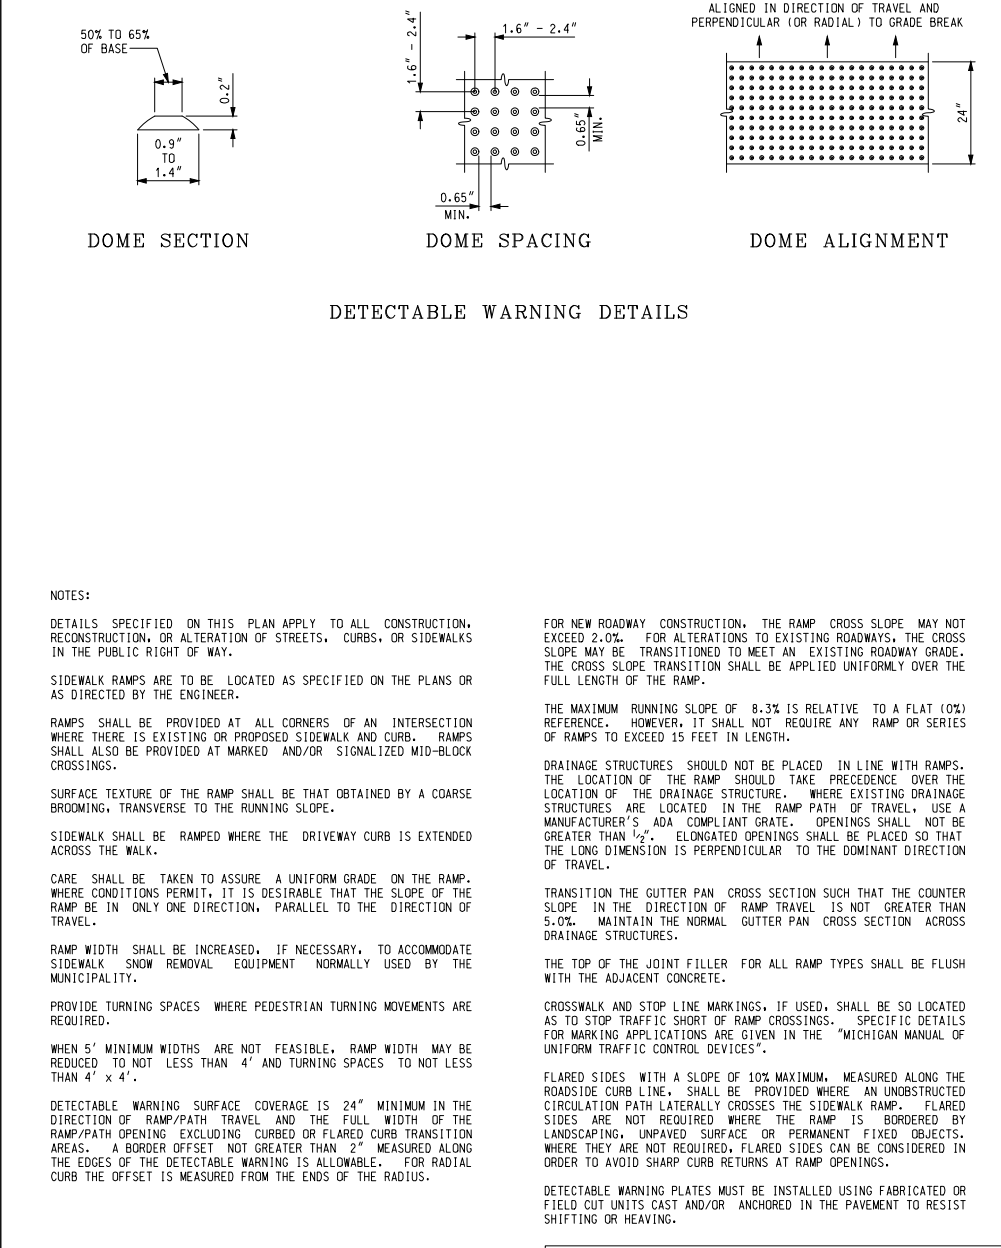 50% TO 65%
OF BASE
0.2"
0.9"
TO
1.4"
DOME SECTION
1.6" - 2.4"
1.6" - 2.4"
0.65"
MIN.
0.65"
MIN.
DOME SPACING
ALIGNED IN DIRECTION OF TRAVEL AND
PERPENDICULAR (OR RADIAL) TO GRADE BREAK
24"
DOME ALIGNMENT
DETECTABLE WARNING DETAILS
NOTES:
DETAILS SPECIFIED ON THIS PLAN APPLY TO ALL CONSTRUCTION,
RECONSTRUCTION, OR ALTERATION OF STREETS, CURBS, OR SIDEWALKS
IN THE PUBLIC RIGHT OF WAY.
SIDEWALK RAMPS ARE TO BE LOCATED AS SPECIFIED ON THE PLANS OR
AS DIRECTED BY THE ENGINEER.
RAMPS SHALL BE PROVIDED AT ALL CORNERS OF AN INTERSECTION
WHERE THERE IS EXISTING OR PROPOSED SIDEWALK AND CURB. RAMPS
SHALL ALSO BE PROVIDED AT MARKED AND/OR SIGNALIZED MID-BLOCK
CROSSINGS.
SURFACE TEXTURE OF THE RAMP SHALL BE THAT OBTAINED BY A COARSE
BROOMING, TRANSVERSE TO THE RUNNING SLOPE.
SIDEWALK SHALL BE RAMPED WHERE THE DRIVEWAY CURB IS EXTENDED
ACROSS THE WALK.
CARE SHALL BE TAKEN TO ASSURE A UNIFORM GRADE ON THE RAMP.
WHERE CONDITIONS PERMIT, IT IS DESIRABLE THAT THE SLOPE OF THE
RAMP BE IN ONLY ONE DIRECTION, PARALLEL TO THE DIRECTION OF
TRAVEL.
RAMP WIDTH SHALL BE INCREASED, IF NECESSARY, TO ACCOMMODATE
SIDEWALK SNOW REMOVAL EQUIPMENT NORMALLY USED BY THE
MUNICIPALITY.
PROVIDE TURNING SPACES WHERE PEDESTRIAN TURNING MOVEMENTS ARE
REQUIRED.
WHEN 5' MINIMUM WIDTHS ARE NOT FEASIBLE, RAMP WIDTH MAY BE
REDUCED TO NOT LESS THAN 4' AND TURNING SPACES TO NOT LESS
THAN 4' x 4'.
DETECTABLE WARNING SURFACE COVERAGE IS 24" MINIMUM IN THE
DIRECTION OF RAMP/PATH TRAVEL AND THE FULL WIDTH OF THE
RAMP/PATH OPENING EXCLUDING CURBED OR FLARED CURB TRANSITION
AREAS. A BORDER OFFSET NOT GREATER THAN 2" MEASURED ALONG
THE EDGES OF THE DETECTABLE WARNING IS ALLOWABLE. FOR RADIAL
CURB THE OFFSET IS MEASURED FROM THE ENDS OF THE RADIUS.
FOR NEW ROADWAY CONSTRUCTION, THE RAMP CROSS SLOPE MAY NOT
EXCEED 2.0%. FOR ALTERATIONS TO EXISTING ROADWAYS, THE CROSS
SLOPE MAY BE TRANSITIONED TO MEET AN EXISTING ROADWAY GRADE.
THE CROSS SLOPE TRANSITION SHALL BE APPLIED UNIFORMLY OVER THE
FULL LENGTH OF THE RAMP.
THE MAXIMUM RUNNING SLOPE OF 8.3% IS RELATIVE TO A FLAT (0%)
REFERENCE. HOWEVER, IT SHALL NOT REQUIRE ANY RAMP OR SERIES
OF RAMPS TO EXCEED 15 FEET IN LENGTH.
DRAINAGE STRUCTURES SHOULD NOT BE PLACED IN LINE WITH RAMPS.
THE LOCATION OF THE RAMP SHOULD TAKE PRECEDENCE OVER THE
LOCATION OF THE DRAINAGE STRUCTURE. WHERE EXISTING DRAINAGE
STRUCTURES ARE LOCATED IN THE RAMP PATH OF TRAVEL, USE A
MANUFACTURER'S ADA COMPLIANT GRATE. OPENINGS SHALL NOT BE
GREATER THAN 1/2". ELONGATED OPENINGS SHALL BE PLACED SO THAT
THE LONG DIMENSION IS PERPENDICULAR TO THE DOMINANT DIRECTION
OF TRAVEL.
TRANSITION THE GUTTER PAN CROSS SECTION SUCH THAT THE COUNTER
SLOPE IN THE DIRECTION OF RAMP TRAVEL IS NOT GREATER THAN
5.0%. MAINTAIN THE NORMAL GUTTER PAN CROSS SECTION ACROSS
DRAINAGE STRUCTURES.
THE TOP OF THE JOINT FILLER FOR ALL RAMP TYPES SHALL BE FLUSH
WITH THE ADJACENT CONCRETE.
CROSSWALK AND STOP LINE MARKINGS, IF USED, SHALL BE SO LOCATED
AS TO STOP TRAFFIC SHORT OF RAMP CROSSINGS. SPECIFIC DETAILS
FOR MARKING APPLICATIONS ARE GIVEN IN THE "MICHIGAN MANUAL OF
UNIFORM TRAFFIC CONTROL DEVICES".
FLARED SIDES WITH A SLOPE OF 10% MAXIMUM, MEASURED ALONG THE
ROADSIDE CURB LINE, SHALL BE PROVIDED WHERE AN UNOBSTRUCTED
CIRCULATION PATH LATERALLY CROSSES THE SIDEWALK RAMP. FLARED
SIDES ARE NOT REQUIRED WHERE THE RAMP IS BORDERED BY
LANDSCAPING, UNPAVED SURFACE OR PERMANENT FIXED OBJECTS.
WHERE THEY ARE NOT REQUIRED, FLARED SIDES CAN BE CONSIDERED IN
ORDER TO AVOID SHARP CURB RETURNS AT RAMP OPENINGS.
DETECTABLE WARNING PLATES MUST BE INSTALLED USING FABRICATED OR
FIELD CUT UNITS CAST AND/OR ANCHORED IN THE PAVEMENT TO RESIST
SHIFTING OR HEAVING.